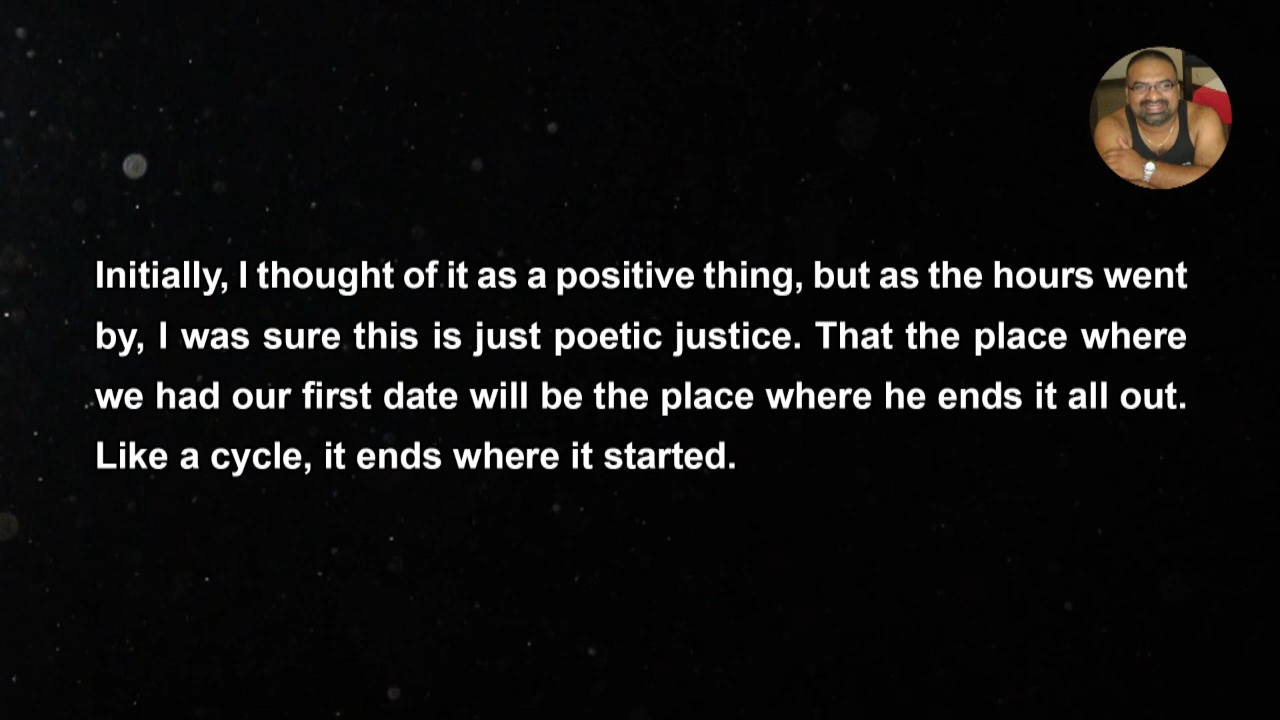 Initially, I thought of it as a positive thing, but as the hours went
by, I was sure this is just poetic justice. That the place where
we had our first date will be the place where he ends it all out.
Like a cycle, it ends where it started.